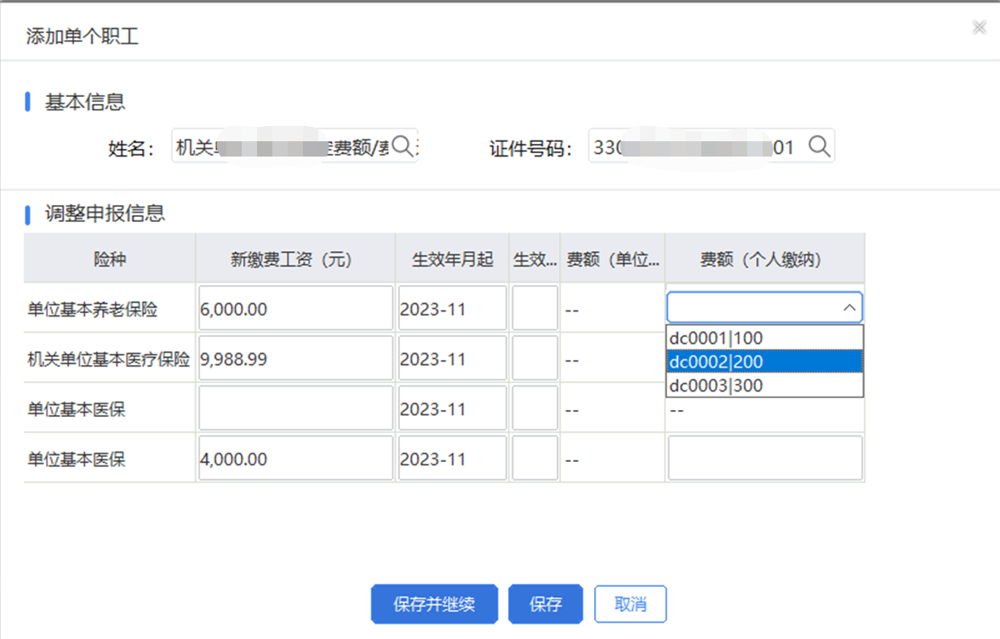 添加单个职工
基本信息
姓名： 机关 费额/ 证件号码： 330 01
调整申报信息
险种 新缴费工资（元） 生效年月起 生效... 费额（单位... 费额（个人缴纳）
单位基本养老保险 6,000.00 2023-11 --
dc0001|100
机关单位基本医疗保险 9,988.99 2023-11 -- dc0002|200
dc0003|300
单位基本医保 2023-11 -- --
单位基本医保 4,000.00 2023-11 --
保存并继续 保存 取消